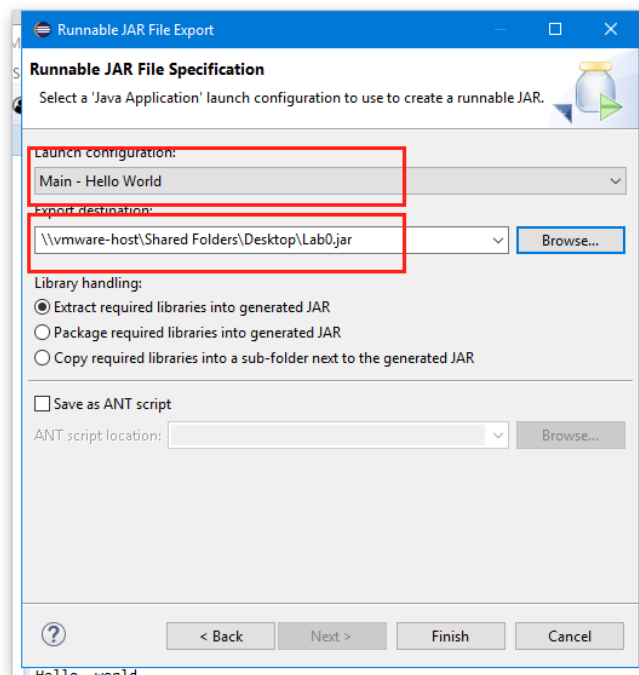 Runnable JAR File Export
Runnable JAR File Specification
Select a 'Java Application' launch configuration to use to create a runnable JAR.
Launch configuration:
Main - Hello World
Export destination:
\\vmware-host\Shared Folders\Desktop\Lab0.jar
Browse...
Library handling:
Extract required libraries into generated JAR
Package required libraries into generated JAR
Copy required libraries into a sub-folder next to the generated JAR
Save as ANT script
ANT script location:
Browse...
?
< Back
Next >
Finish
Cancel
Hello, world